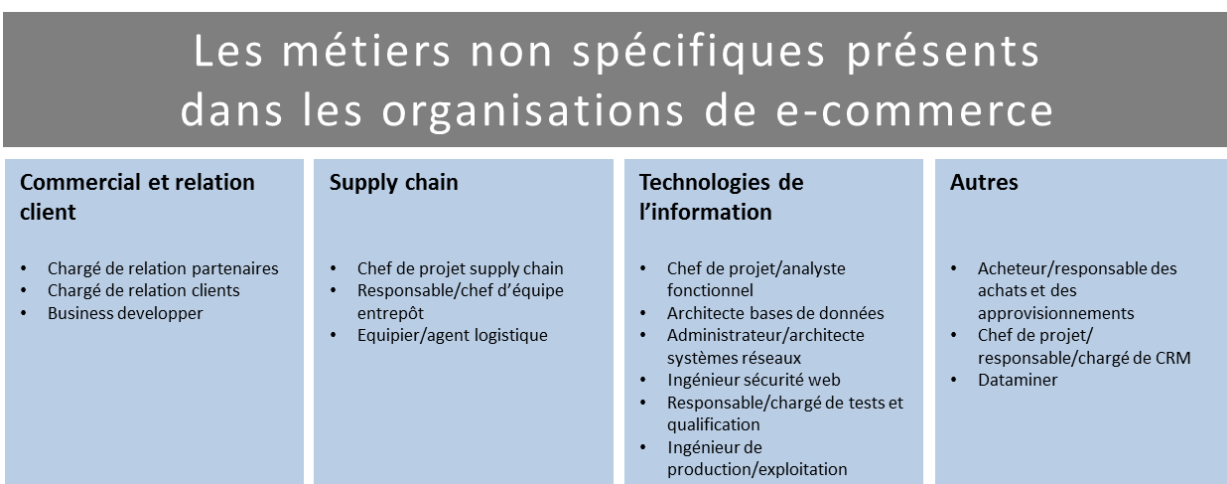 Les métiers non spécifiques présents
dans les organisations de e-commerce
Commercial et relation
client
• Chargé de relation partenaires
• Chargé de relation clients
• Business developper
Supply chain
• Chef de projet supply chain
• Responsable/chef d’équipe
entrepôt
• Equipier/agent logistique
Technologies de
l’information
• Chef de projet/analyste
fonctionnel
• Architecte bases de données
• Administrateur/architecte
systèmes réseaux
• Ingénieur sécurité web
• Responsable/chargé de tests et
qualification
• Ingénieur de
production/exploitation
Autres
• Acheteur/responsable des
achats et des
approvisionnements
• Chef de projet/
responsable/chargé de CRM
• Dataminer